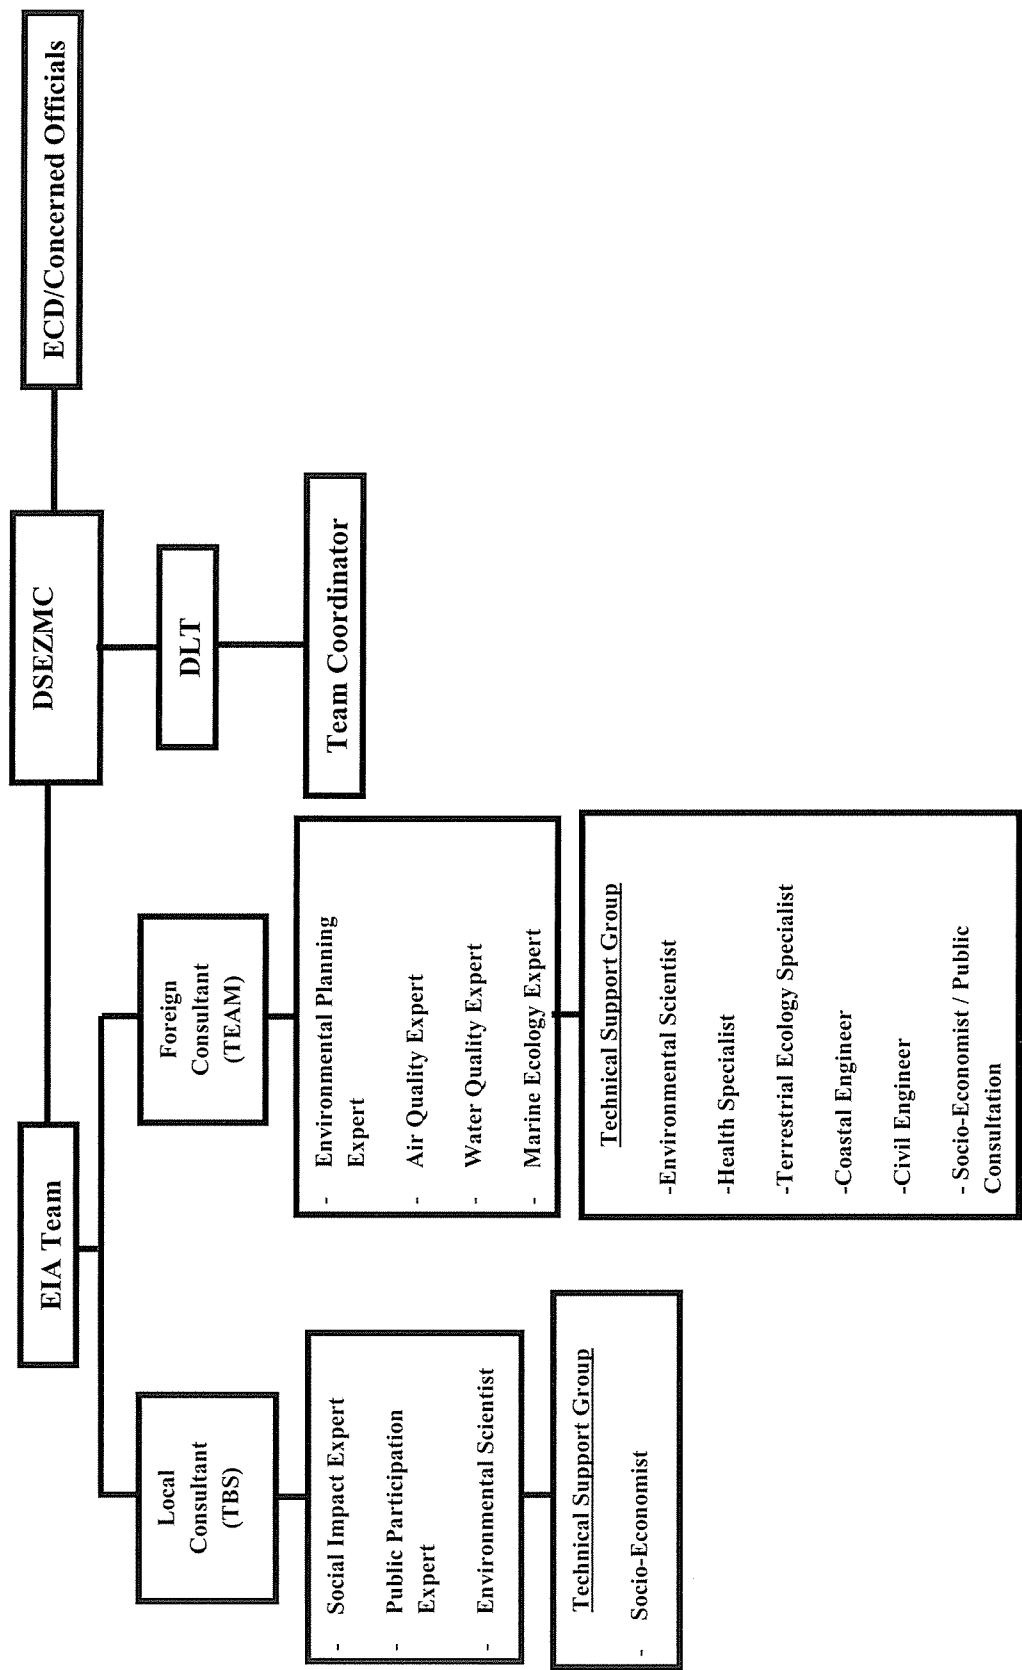 EIA Team
DSEZMC
ECD/Concerned Officials
Local
Consultant
(TBS)
Foreign
Consultant
(TEAM)
DLT
- Social Impact Expert
- Public Participation
Expert
- Environmental Scientist
- Environmental Planning
Expert
- Air Quality Expert
- Water Quality Expert
- Marine Ecology Expert
Team Coordinator
Technical Support Group
- Socio-Economist
Technical Support Group
-Environmental Scientist
-Health Specialist
-Terrestrial Ecology Specialist
-Coastal Engineer
-Civil Engineer
- Socio-Economist / Public
Consultation